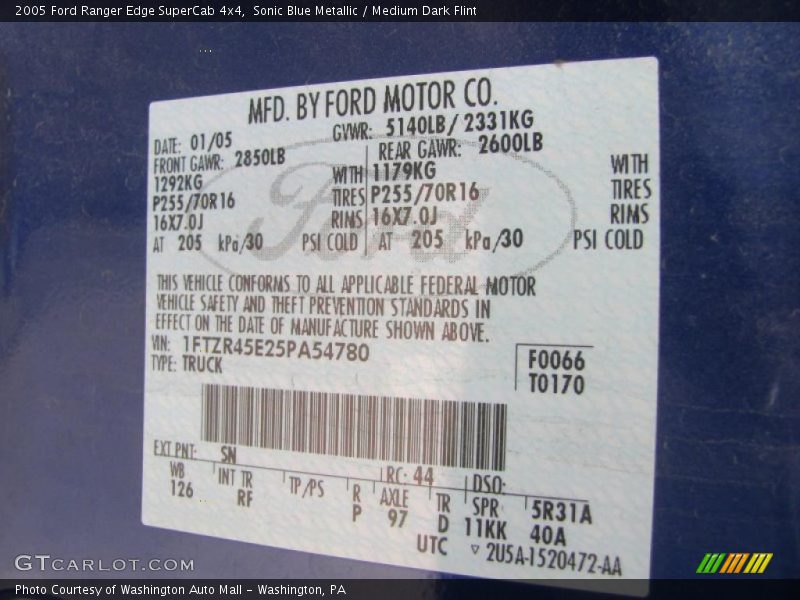 2005 Ford Ranger Edge SuperCab 4x4, Sonic Blue Metallic / Medium Dark Flint
MFD. BY FORD MOTOR CO.
DATE: 01/05 GVWR: 5140LB/ 2331KG
FRONT GAWR: 2850LB REAR GAWR: 2600LB
1292KG WITH 1179KG WITH
P255/70R16 TIRES P255/70R16 TIRES
16X7.0J RIMS 16X7.0J RIMS
AT 205 kPa/30 PSI COLD AT 205 kPa/30 PSI COLD
Ford
THIS VEHICLE CONFORMS TO ALL APPLICABLE FEDERAL MOTOR
VEHICLE SAFETY AND THEFT PREVENTION STANDARDS IN
EFFECT ON THE DATE OF MANUFACTURE SHOWN ABOVE.
VIN: 1FTZR45E25PA54780
TYPE: TRUCK
F0066
T0170
EXT PNT: SN RC: 44 DSO:
WB INT TR TP/PS R AXLE TR SPR 5R31A
126 RF P 97 D 11KK 40A
UTC ▽ 2U5A-1520472-AA
GTCARLOT.COM
Photo Courtesy of Washington Auto Mall – Washington, PA